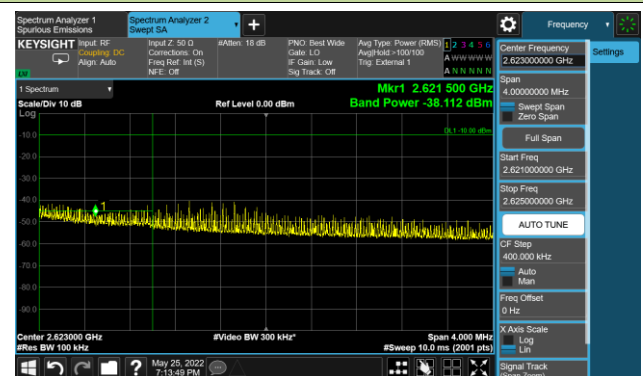 Spectrum Analyzer 1
Spurious Emissions
Spectrum Analyzer 2
Swept SA
Frequency
KEYSIGHT
Input: RF
Coupling: DC
Align: Auto
Input Z: 50 Ω
Corrections: On
Freq Ref: Int (S)
NFE: Off
#Atten: 18 dB
PNO: Best Wide
Gate: LO
IF Gain: Low
Sig Track: Off
Avg Type: Power (RMS)
Avg|Hold:>100/100
Trig: External 1
1 2 3 4 5 6
A W W W W W
A N N N N N
1 Spectrum
Scale/Div 10 dB
Log
Ref Level 0.00 dBm
Mkr1 2.621 500 GHz
Band Power -38.112 dBm
DL1 -10.00 dBm
-10.0
-20.0
-30.0
-40.0
-50.0
-60.0
-70.0
-80.0
-90.0
1
Center 2.623000 GHz
#Res BW 100 kHz
#Video BW 300 kHz*
Span 4.000 MHz
#Sweep 10.0 ms (2001 pts)
May 25, 2022
7:13:49 PM
Center Frequency
2.623000000 GHz
Settings
Span
4.00000000 MHz
Swept Span
Zero Span
Full Span
Start Freq
2.621000000 GHz
Stop Freq
2.625000000 GHz
AUTO TUNE
CF Step
400.000 kHz
Auto
Man
Freq Offset
0 Hz
X Axis Scale
Log
Lin
Signal Track
(Span Zoom)